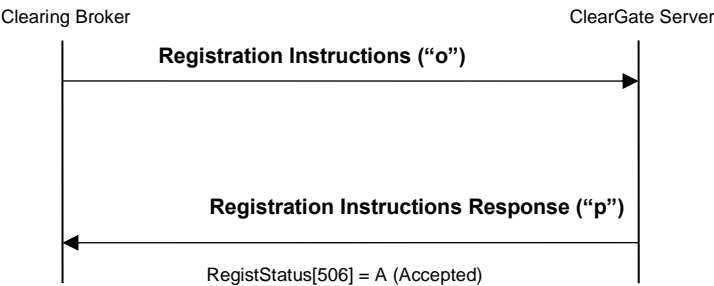 Clearing Broker
ClearGate Server
Registration Instructions (“o”)
Registration Instructions Response (“p”)
RegistStatus[506] = A (Accepted)